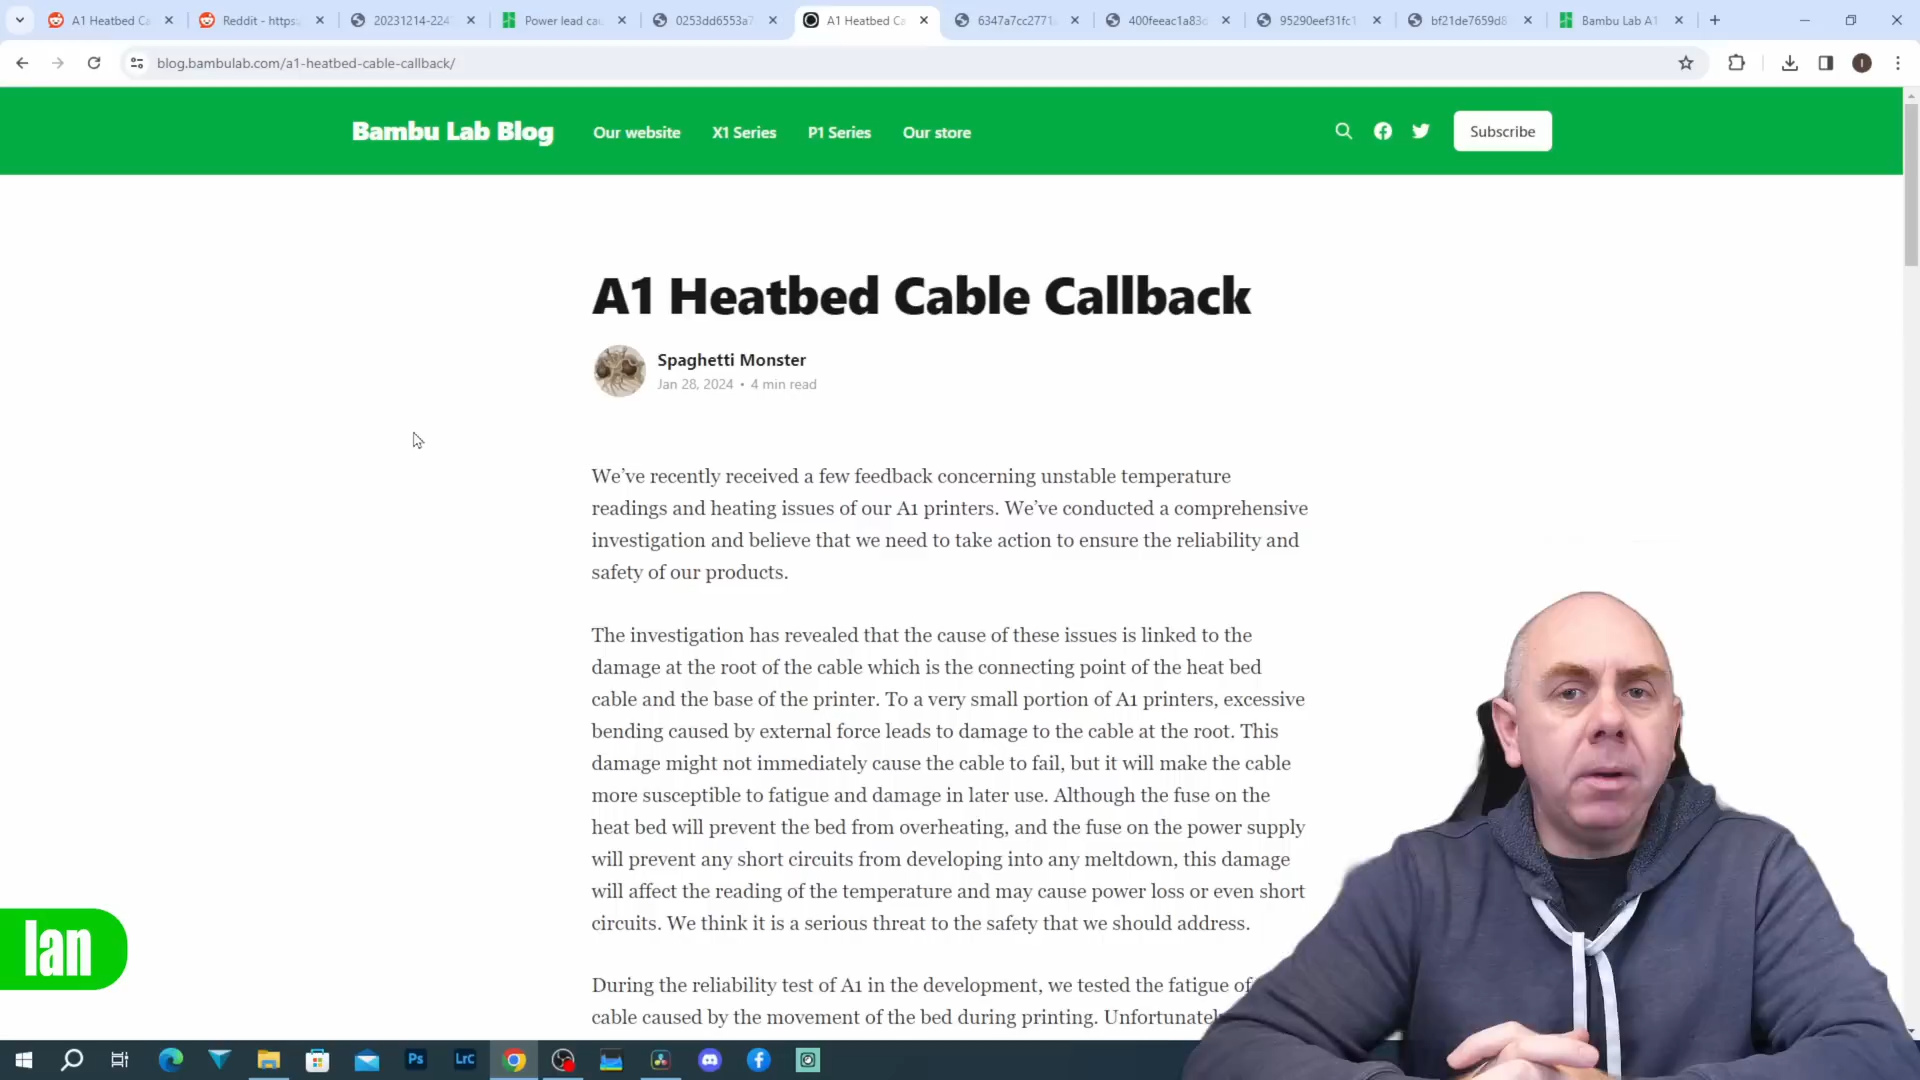 A1 Heatbed Ca
Reddit - https:
20231214-224
Power lead cau
0253dd6553a7
A1 Heatbed Ca
6347a7cc2771
400feeac1a83d
95290eef31fc1
bf21de7659d8
Bambu Lab A1
blog.bambulab.com/a1-heatbed-cable-callback/
Bambu Lab Blog
Our website
X1 Series
P1 Series
Our store
Subscribe
A1 Heatbed Cable Callback
Spaghetti Monster
Jan 28, 2024 • 4 min read
We’ve recently received a few feedback concerning unstable temperature
readings and heating issues of our A1 printers. We’ve conducted a comprehensive
investigation and believe that we need to take action to ensure the reliability and
safety of our products.
The investigation has revealed that the cause of these issues is linked to the
damage at the root of the cable which is the connecting point of the heat bed
cable and the base of the printer. To a very small portion of A1 printers, excessive
bending caused by external force leads to damage to the cable at the root. This
damage might not immediately cause the cable to fail, but it will make the cable
more susceptible to fatigue and damage in later use. Although the fuse on the
heat bed will prevent the bed from overheating, and the fuse on the power supply
will prevent any short circuits from developing into any meltdown, this damage
will affect the reading of the temperature and may cause power loss or even short
circuits. We think it is a serious threat to the safety that we should address.
During the reliability test of A1 in the development, we tested the fatigue of
cable caused by the movement of the bed during printing. Unfortunatel
Ian
Ps
LrC